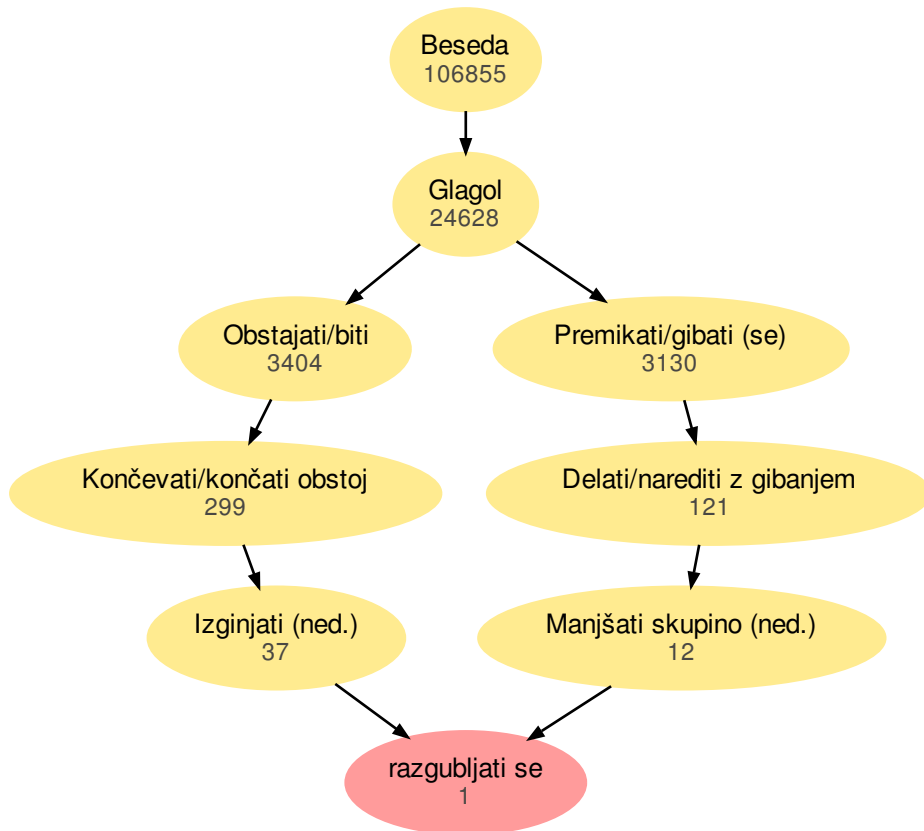 Beseda
106855
Glagol
24628
Obstajati/biti
3404
Premikati/gibati (se)
3130
Končevati/končati obstoj
299
Delati/narediti z gibanjem
121
Izginjati (ned.)
37
Manjšati skupino (ned.)
12
razgubljati se
1